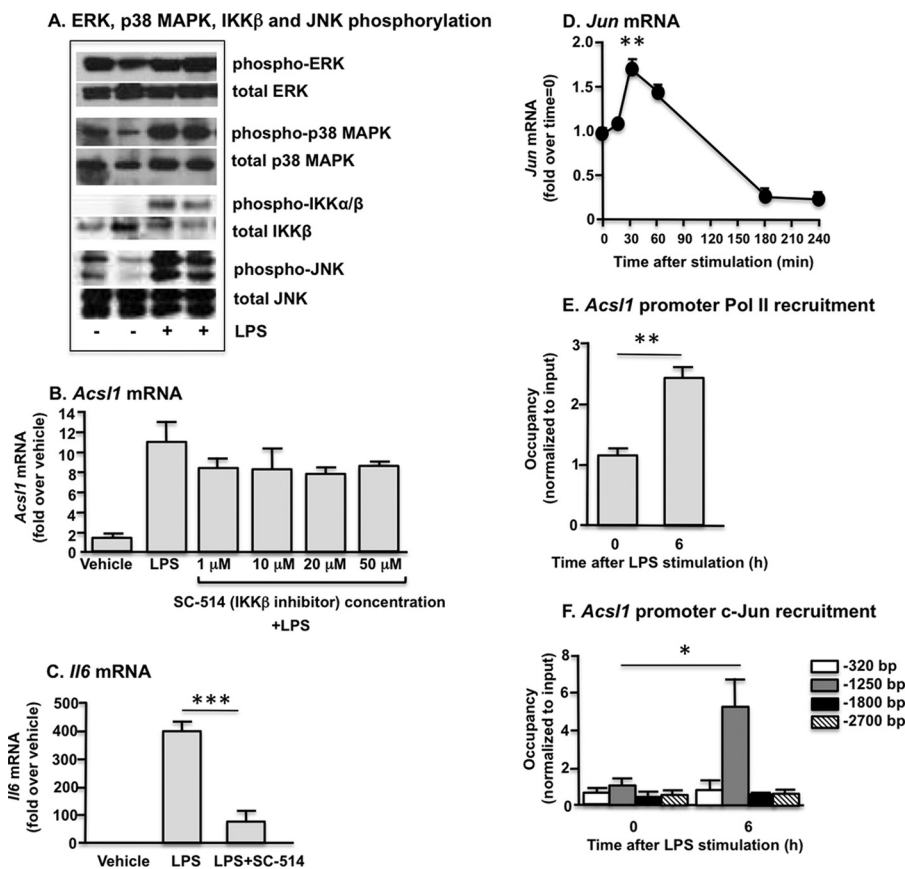 A. ERK, p38 MAPK, IKKβ and JNK phosphorylation
phospho-ERK
total ERK
phospho-p38 MAPK
total p38 MAPK
phospho-IKKα/β
total IKKβ
phospho-JNK
total JNK
- - + + LPS
B. Acsl1 mRNA
Acsl1 mRNA
(fold over vehicle)
14
12
10
8
6
4
2
0
Vehicle LPS 1 µM 10 µM 20 µM 50 µM
SC-514 (IKKβ inhibitor) concentration
+LPS
C. Il6 mRNA
Il6 mRNA
(fold over vehicle)
500
400
300
200
100
0
***
Vehicle LPS LPS+SC-514
D. Jun mRNA
Jun mRNA
(fold over time=0)
2.0
1.5
1.0
0.5
0
**
0 30 60 90 120 150 180 210 240
Time after stimulation (min)
E. Acsl1 promoter Pol II recruitment
Occupancy
(normalized to input)
3
2
1
0
**
0 6
Time after LPS stimulation (h)
F. Acsl1 promoter c-Jun recruitment
Occupancy
(normalized to input)
8
6
4
2
0
*
-320 bp
-1250 bp
-1800 bp
-2700 bp
0 6
Time after LPS stimulation (h)